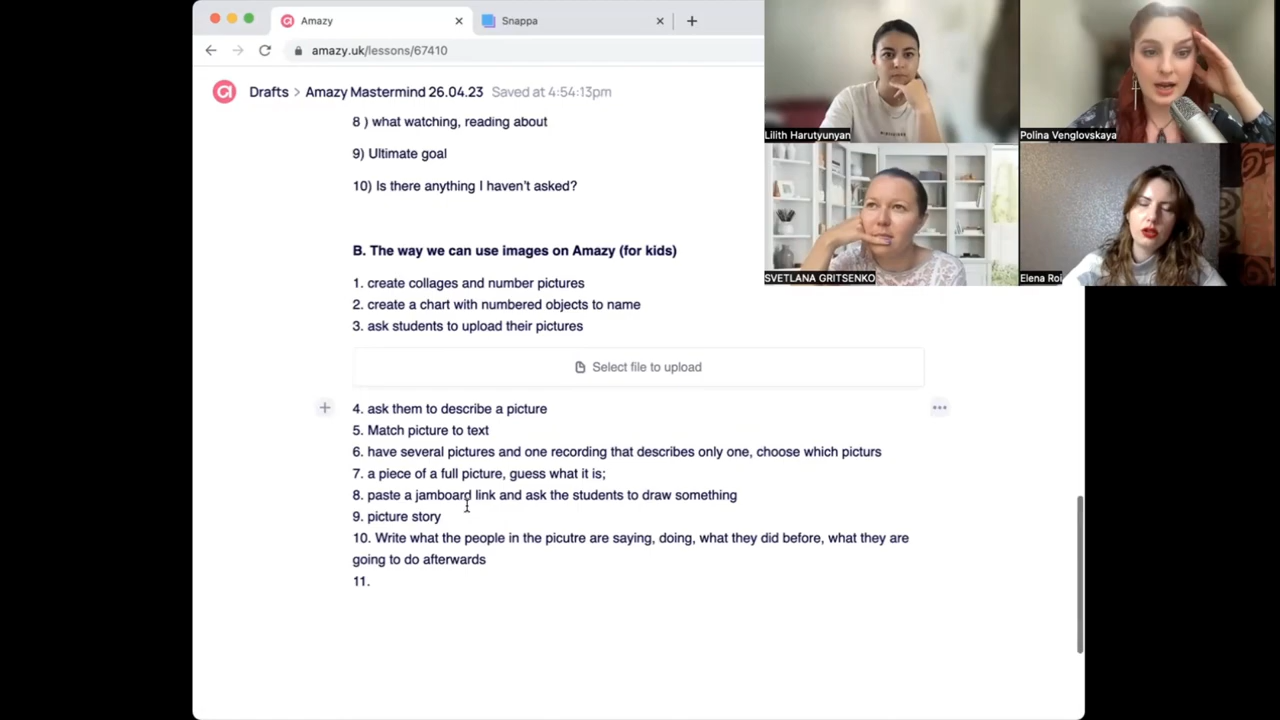 Amazy
Snappa
amazy.uk/lessons/67410
Drafts > Amazy Mastermind 26.04.23 Saved at 4:54:13pm
8 ) what watching, reading about
9) Ultimate goal
10) Is there anything I haven't asked?
B. The way we can use images on Amazy (for kids)
1. create collages and number pictures
2. create a chart with numbered objects to name
3. ask students to upload their pictures
Select file to upload
4. ask them to describe a picture
5. Match picture to text
6. have several pictures and one recording that describes only one, choose which picturs
7. a piece of a full picture, guess what it is;
8. paste a jamboard link and ask the students to draw something
9. picture story
10. Write what the people in the picutre are saying, doing, what they did before, what they are
going to do afterwards
11.
Lilith Harutyunyan
Polina Venglovskaya
SVETLANA GRITSENKO
Elena Roi